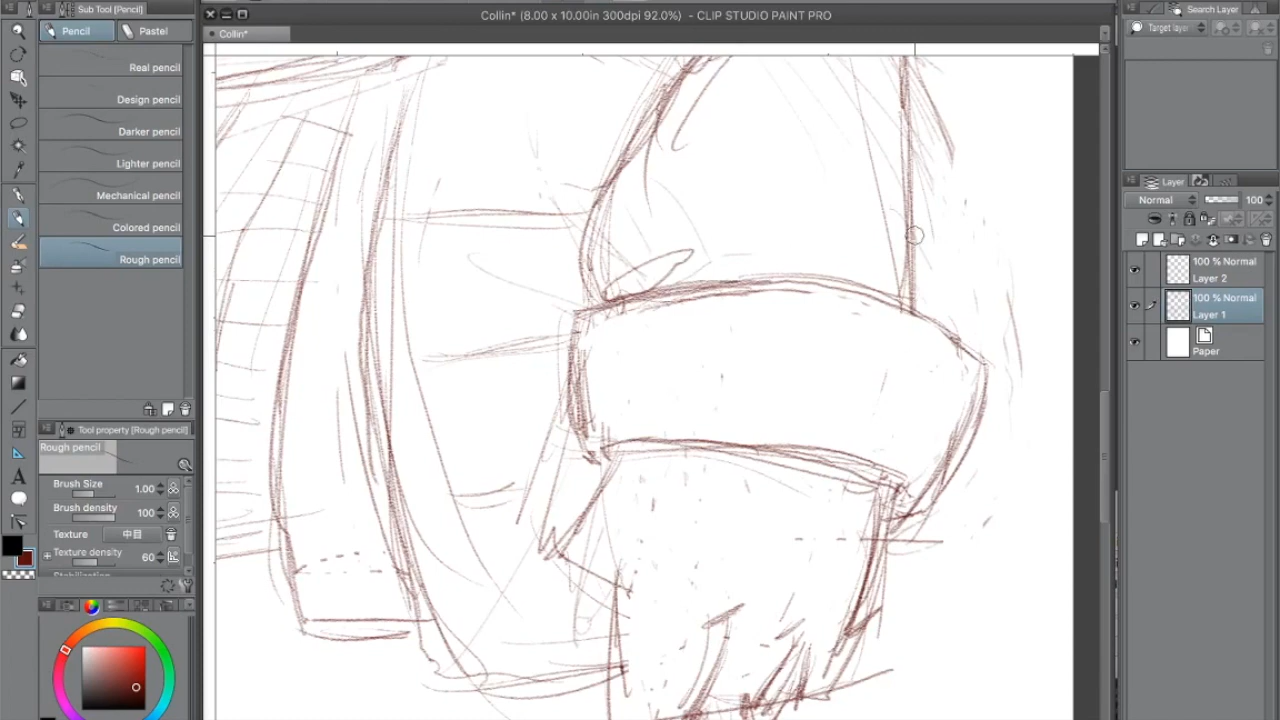 Sub Tool [Pencil]
Collin* (8.00 x 10.00in 300dpi 92.0%) - CLIP STUDIO PAINT PRO
Search Layer
Pencil
Pastel
Collin*
Target layer
Real pencil
Design pencil
Darker pencil
Lighter pencil
Mechanical pencil
Colored pencil
Rough pencil
Layer
Normal
100
100 % Normal
Layer 2
100 % Normal
Layer 1
Paper
Tool property [Rough pencil]
Rough pencil
Brush Size
1.00
Brush density
100
Texture
中目
Texture density
60
A